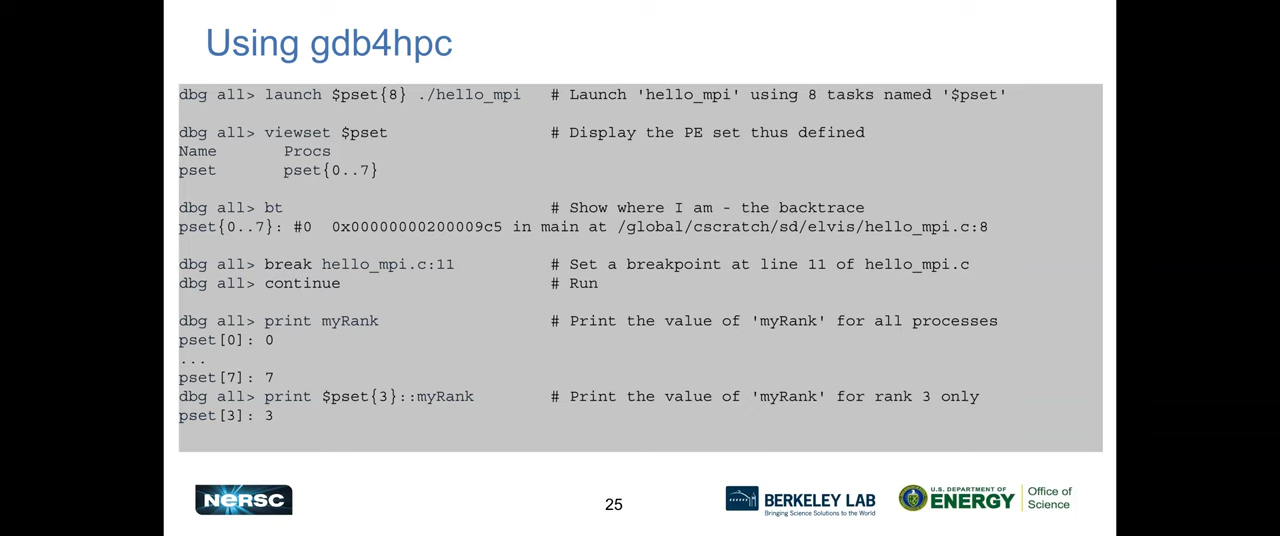 Using gdb4hpc
dbg all> launch $pset{8} ./hello_mpi # Launch 'hello_mpi' using 8 tasks named '$pset'
dbg all> viewset $pset # Display the PE set thus defined
Name Procs
pset pset{0..7}
dbg all> bt # Show where I am - the backtrace
pset{0..7}: #0 0x00000000200009c5 in main at /global/cscratch/sd/elvis/hello_mpi.c:8
dbg all> break hello_mpi.c:11 # Set a breakpoint at line 11 of hello_mpi.c
dbg all> continue # Run
dbg all> print myRank # Print the value of 'myRank' for all processes
pset[0]: 0
...
pset[7]: 7
dbg all> print $pset{3}::myRank # Print the value of 'myRank' for rank 3 only
pset[3]: 3
NERSC
25
BERKELEY LAB
Bringing Science Solutions to the World
U.S. DEPARTMENT OF
ENERGY
Office of
Science